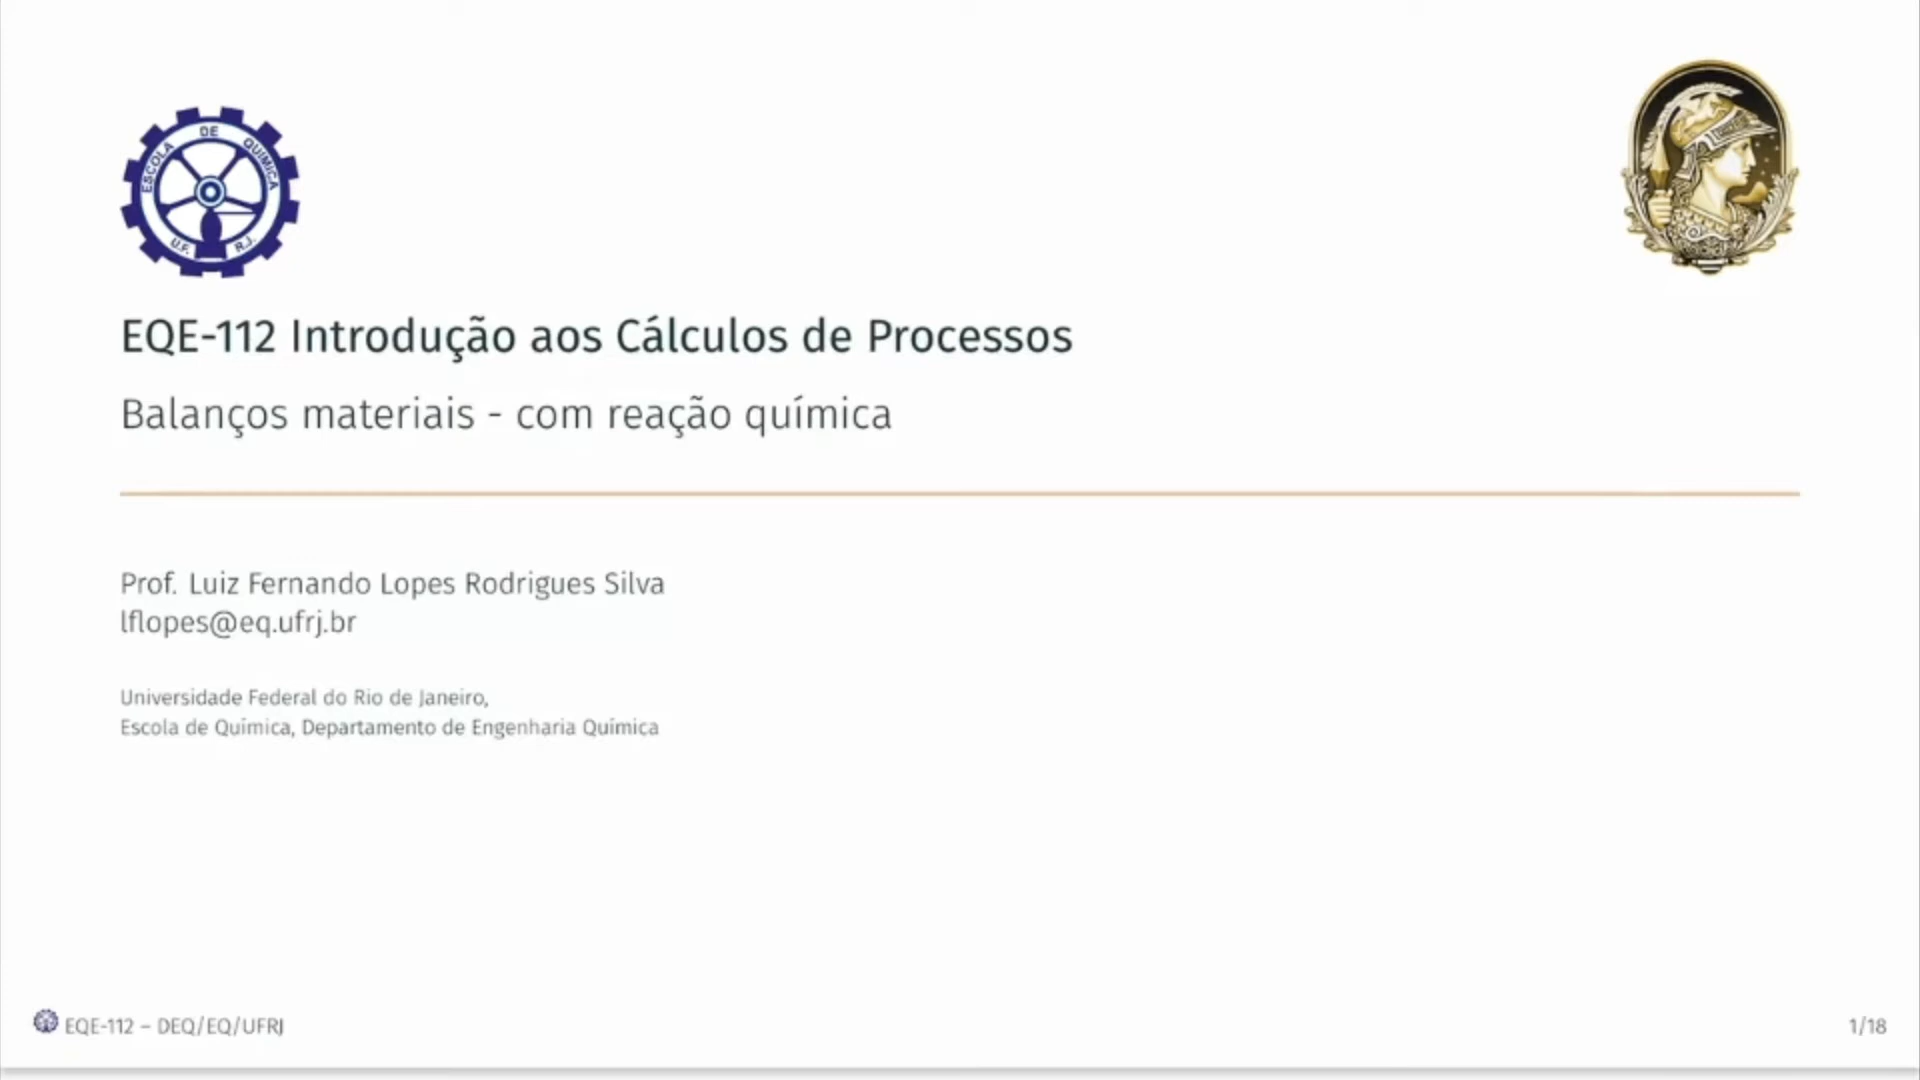 ESCOLA DE QUÍMICA
U.F. R.J.
EQE-112 Introdução aos Cálculos de Processos
Balanços materiais - com reação química
Prof. Luiz Fernando Lopes Rodrigues Silva
lflopes@eq.ufrj.br
Universidade Federal do Rio de Janeiro,
Escola de Química, Departamento de Engenharia Química
EQE-112 – DEQ/EQ/UFRJ
1/18